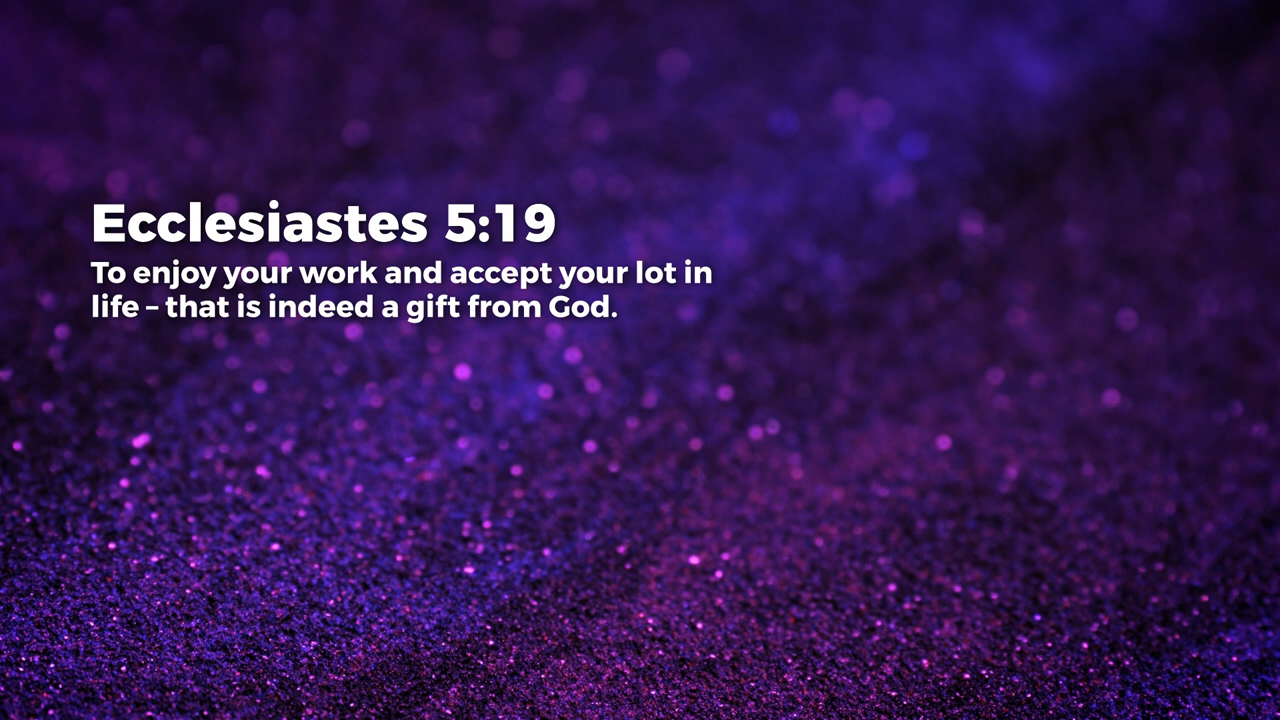 Ecclesiastes 5:19
To enjoy your work and accept your lot in
life – that is indeed a gift from God.